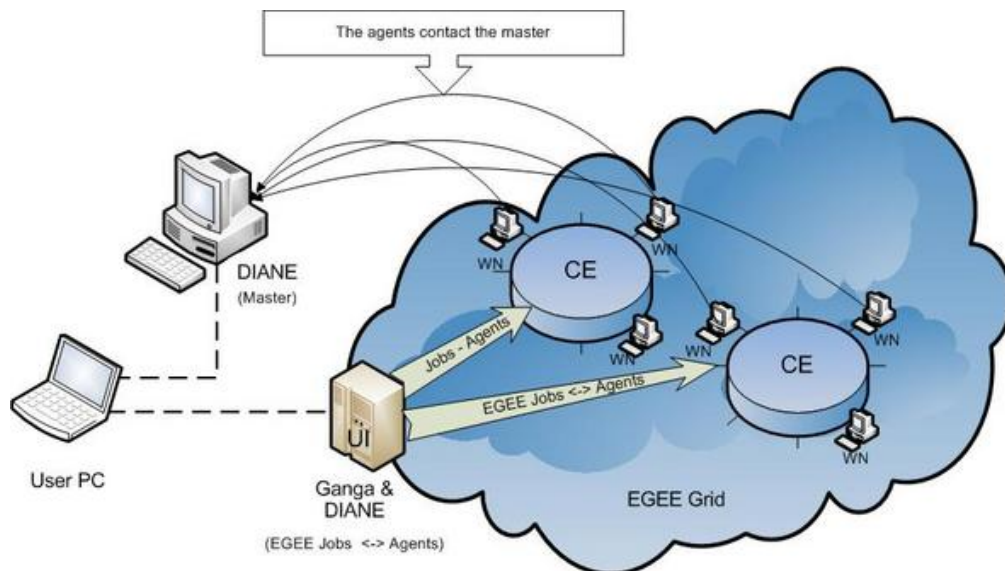 The agents contact the master
DIANE
(Master)
WN
WN
CE
WN
WN
WN
CE
WN
Jobs - Agents
EGEE Jobs <-> Agents
UI
User PC
Ganga &
DIANE
(EGEE Jobs <-> Agents)
EGEE Grid